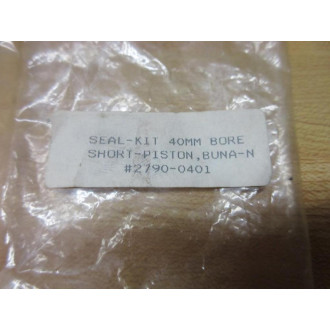 SEAL-KIT 40MM BORE
SHORT-PISTON,BUNA-N
#2790-0401